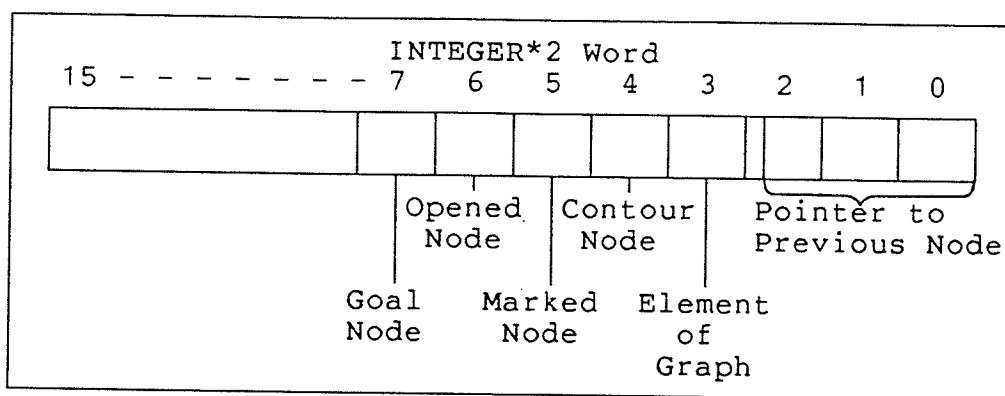 INTEGER*2 Word
15 - - - - - - - 7 6 5 4 3 2 1 0
Opened Contour Pointer to
Node Node Previous Node
Goal Marked Element
Node Node of
Graph